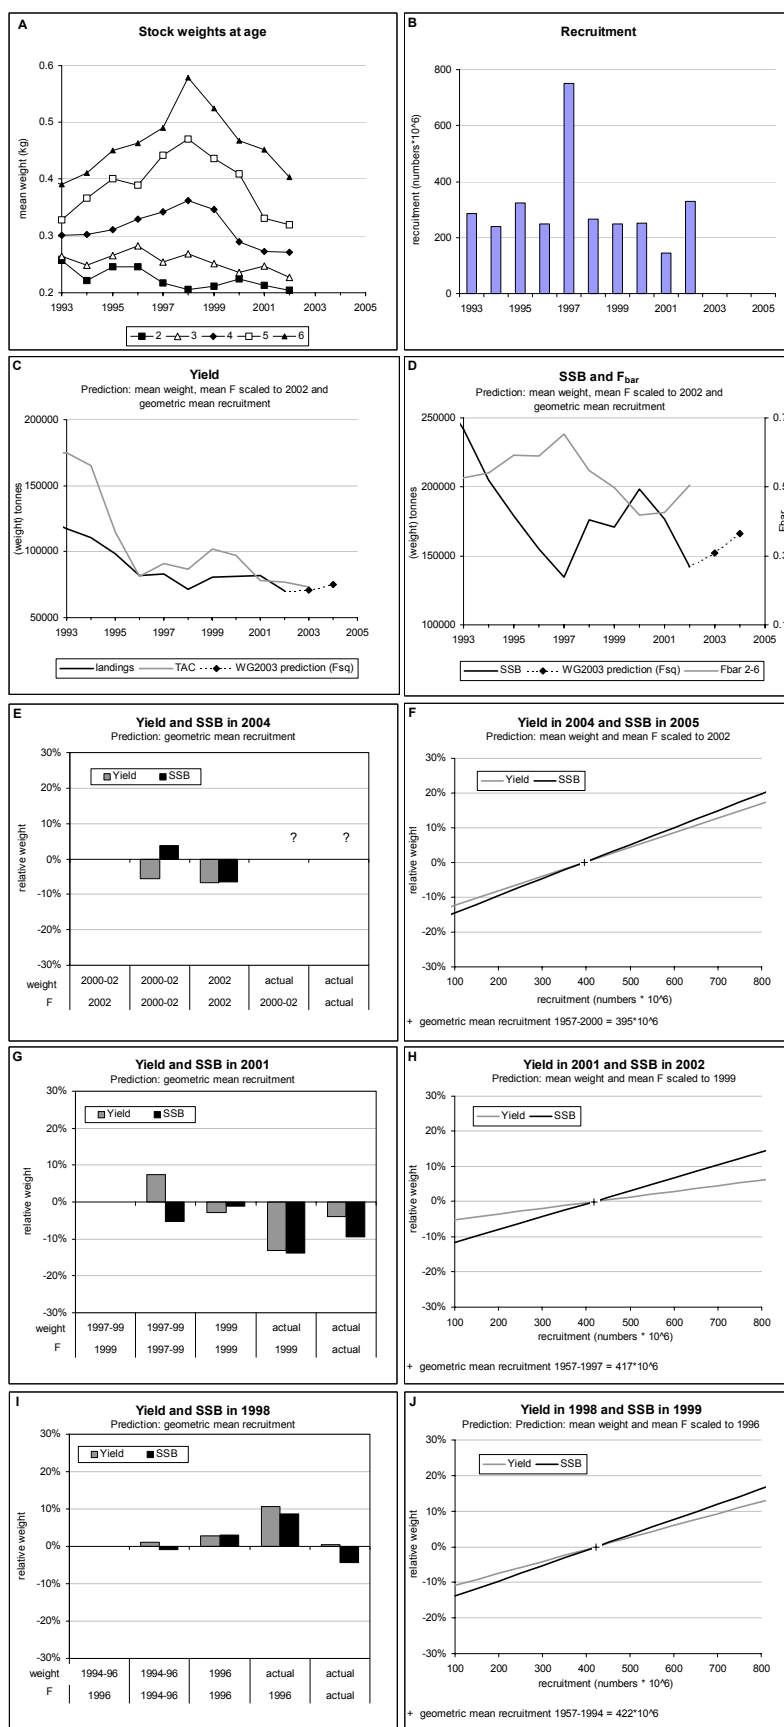 A
Stock weights at age
mean weight (kg)
0.6
0.5
0.4
0.3
0.2
1993 1995 1997 1999 2001 2003 2005
2 3 4 5 6
B
Recruitment
recruitment (numbers*10^6)
800
600
400
200
0
1993 1995 1997 1999 2001 2003 2005
C
Yield
Prediction: mean weight, mean F scaled to 2002 and
geometric mean recruitment
(weight) tonnes
200000
150000
100000
50000
1993 1995 1997 1999 2001 2003 2005
landings TAC WG2003 prediction (Fsq)
D
SSB and Fbar
Prediction: mean weight, mean F scaled to 2002 and
geometric mean recruitment
(weight) tonnes
250000
200000
150000
100000
0.7
0.5
0.3
0.1
Fbar
1993 1995 1997 1999 2001 2003 2005
SSB WG2003 prediction (Fsq) Fbar 2-6
E
Yield and SSB in 2004
Prediction: geometric mean recruitment
Yield SSB
relative weight
30%
20%
10%
0%
-10%
-20%
-30%
? ?
weight 2000-02 2000-02 2002 actual actual
F 2002 2000-02 2002 2000-02 actual
F
Yield in 2004 and SSB in 2005
Prediction: mean weight and mean F scaled to 2002
Yield SSB
relative weight
30%
20%
10%
0%
-10%
-20%
-30%
100 200 300 400 500 600 700 800
recruitment (numbers * 10^6)
+ geometric mean recruitment 1957-2000 = 395*10^6
G
Yield and SSB in 2001
Prediction: geometric mean recruitment
Yield SSB
relative weight
30%
20%
10%
0%
-10%
-20%
-30%
weight 1997-99 1997-99 1999 actual actual
F 1999 1997-99 1999 1999 actual
H
Yield in 2001 and SSB in 2002
Prediction: mean weight and mean F scaled to 1999
Yield SSB
relative weight
30%
20%
10%
0%
-10%
-20%
-30%
100 200 300 400 500 600 700 800
recruitment (numbers * 10^6)
+ geometric mean recruitment 1957-1997 = 417*10^6
I
Yield and SSB in 1998
Prediction: geometric mean recruitment
Yield SSB
relative weight
30%
20%
10%
0%
-10%
-20%
-30%
weight 1994-96 1994-96 1996 actual actual
F 1996 1994-96 1996 1996 actual
J
Yield in 1998 and SSB in 1999
Prediction: Prediction: mean weight and mean F scaled to 1996
Yield SSB
relative weight
30%
20%
10%
0%
-10%
-20%
-30%
100 200 300 400 500 600 700 800
recruitment (numbers * 10^6)
+ geometric mean recruitment 1957-1994 = 422*10^6